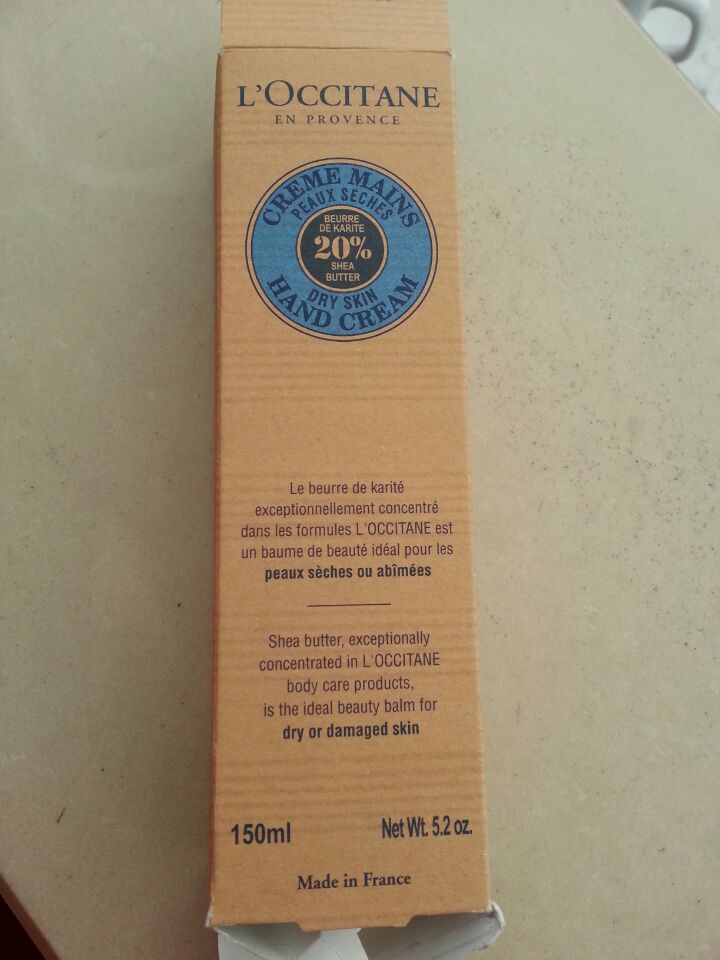 L'OCCITANE
EN PROVENCE
CREME MAINS
PEAUX SECHES
BEURRE
DE KARITE
20%
SHEA
BUTTER
DRY SKIN
HAND CREAM
Le beurre de karité
exceptionnellement concentré
dans les formules L'OCCITANE est
un baume de beauté idéal pour les
peaux sèches ou abîmées
Shea butter, exceptionally
concentrated in L'OCCITANE
body care products,
is the ideal beauty balm for
dry or damaged skin
150ml Net Wt. 5.2 oz.
Made in France